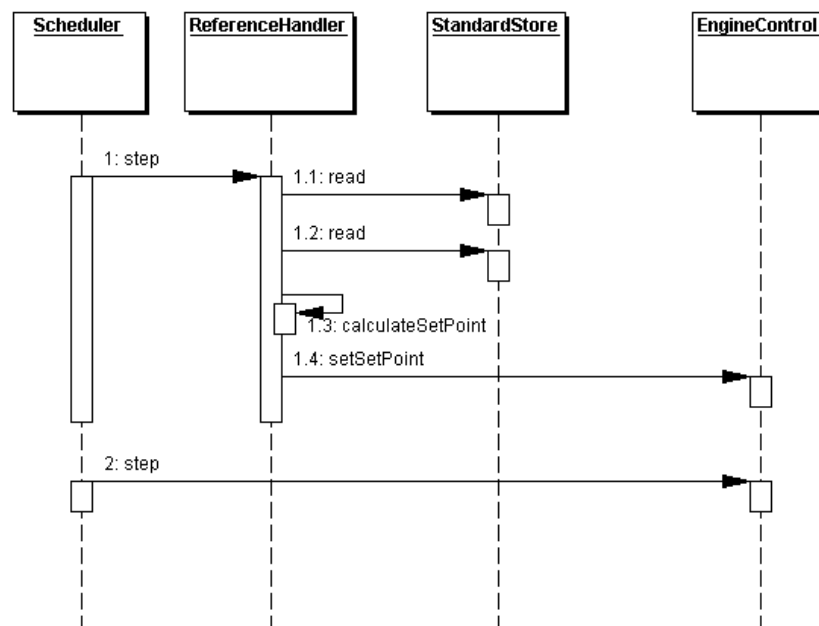 Scheduler
ReferenceHandler
StandardStore
EngineControl
1: step
1.1: read
1.2: read
1.3: calculateSetPoint
1.4: setSetPoint
2: step